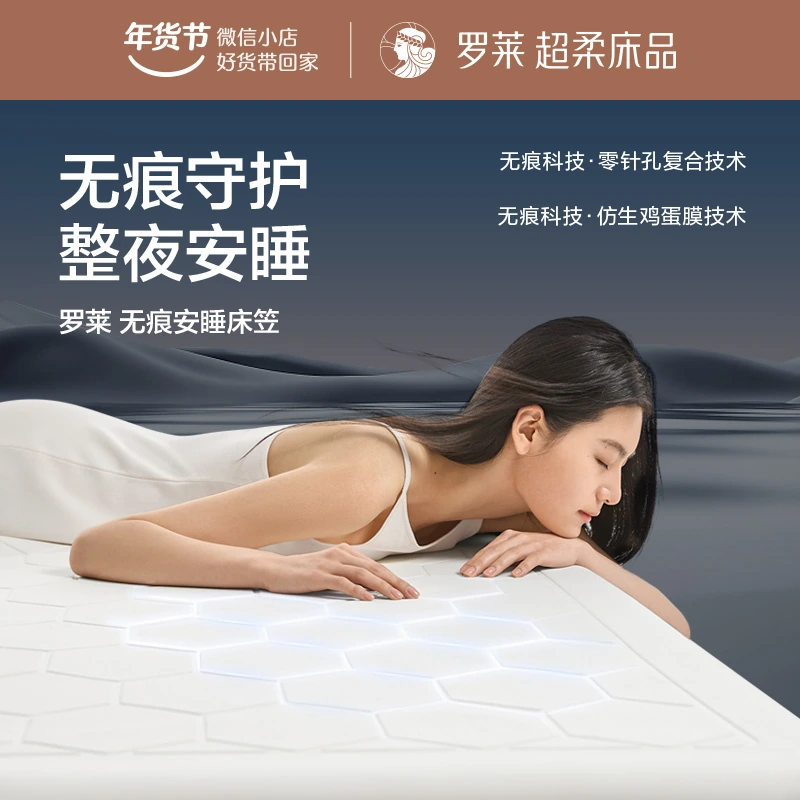 年货节
微信小店
好货带回家
罗莱 超柔床品
无痕守护
整夜安睡
罗莱 无痕安睡床笠
无痕科技·零针孔复合技术
无痕科技·仿生鸡蛋膜技术